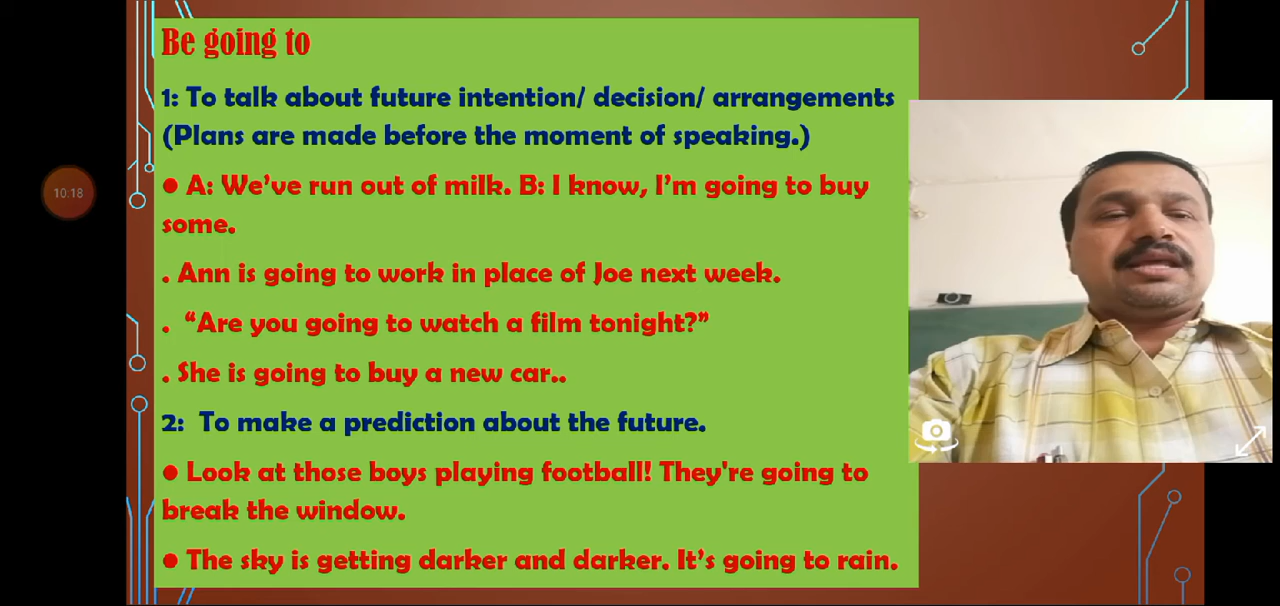 Be going to
1: To talk about future intention/ decision/ arrangements
(Plans are made before the moment of speaking.)
● A: We’ve run out of milk. B: I know, I’m going to buy
some.
. Ann is going to work in place of Joe next week.
. “Are you going to watch a film tonight?”
. She is going to buy a new car..
2: To make a prediction about the future.
● Look at those boys playing football! They're going to
break the window.
● The sky is getting darker and darker. It’s going to rain.
10:18